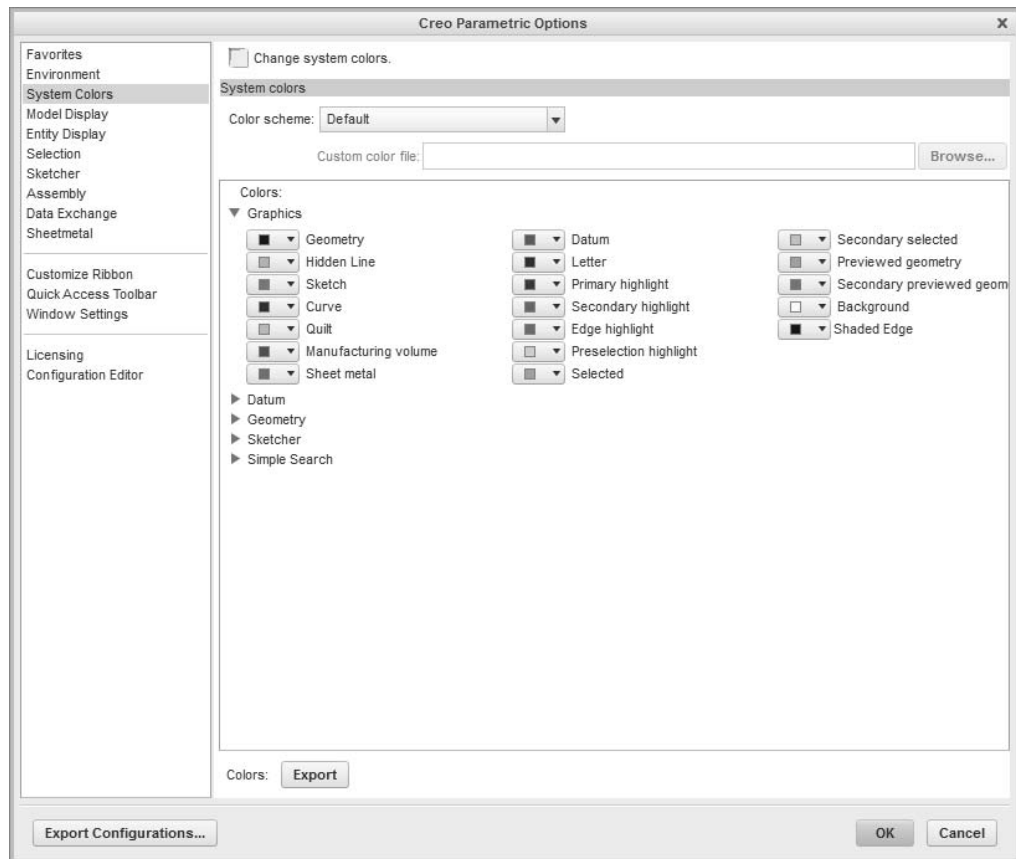 Creo Parametric Options
X
Favorites
Environment
System Colors
Model Display
Entity Display
Selection
Sketcher
Assembly
Data Exchange
Sheetmetal
Customize Ribbon
Quick Access Toolbar
Window Settings
Licensing
Configuration Editor
Change system colors.
System colors
Color scheme: Default
Custom color file: Browse...
Colors:
Graphics
Geometry Datum Secondary selected
Hidden Line Letter Previewed geometry
Sketch Primary highlight Secondary previewed geom
Curve Secondary highlight Background
Quilt Edge highlight Shaded Edge
Manufacturing volume Preselection highlight
Sheet metal Selected
Datum
Geometry
Sketcher
Simple Search
Colors: Export
Export Configurations... OK Cancel